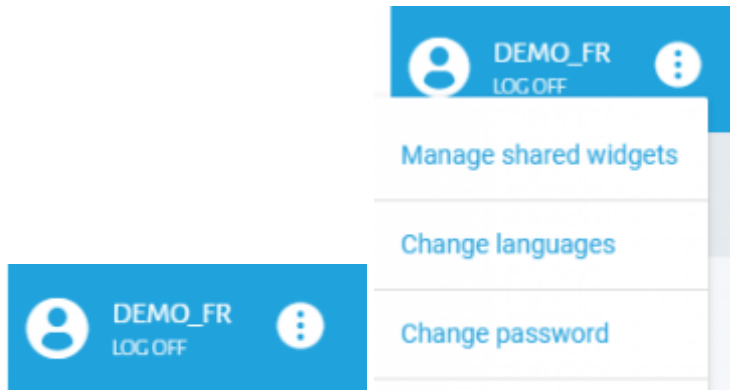 DEMO_FR
LOG OFF
DEMO_FR
LOG OFF
Manage shared widgets
Change languages
Change password